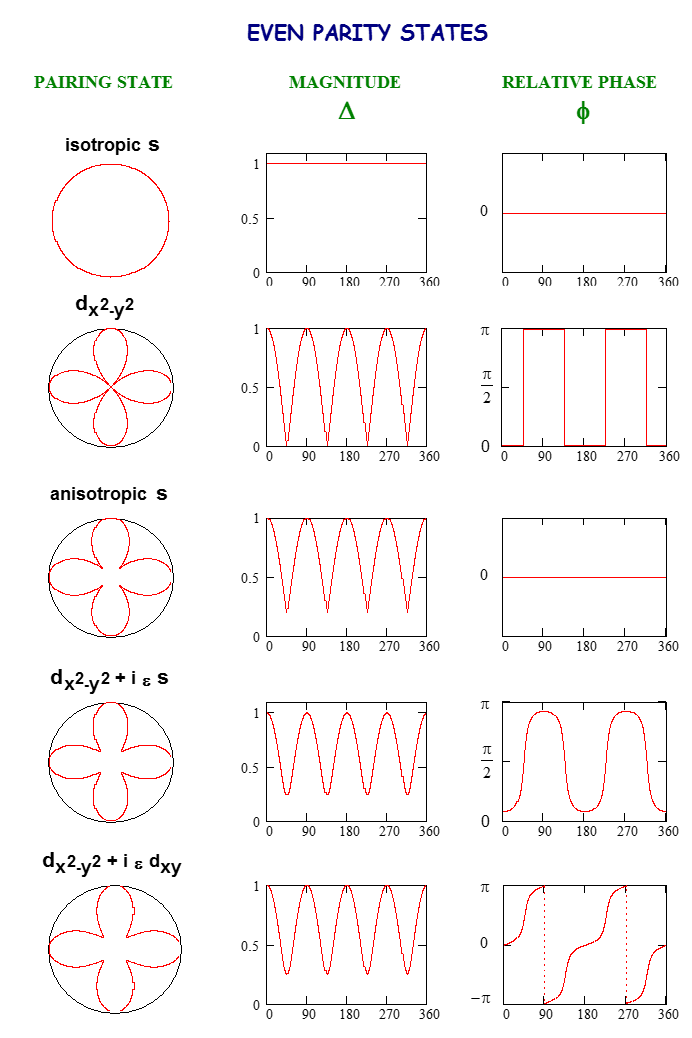 EVEN PARITY STATES
PAIRING STATE MAGNITUDE RELATIVE PHASE
Δ ϕ
isotropic s
1
0.5
0
0 90 180 270 360
0
0 90 180 270 360
dx²-y²
1
0.5
0
0 90 180 270 360
π
π/2
0
0 90 180 270 360
anisotropic s
1
0.5
0
0 90 180 270 360
0
0 90 180 270 360
dx²-y² + i ε s
1
0.5
0
0 90 180 270 360
π
π/2
0
0 90 180 270 360
dx²-y² + i ε dxy
1
0.5
0
0 90 180 270 360
π
0
−π
0 90 180 270 360